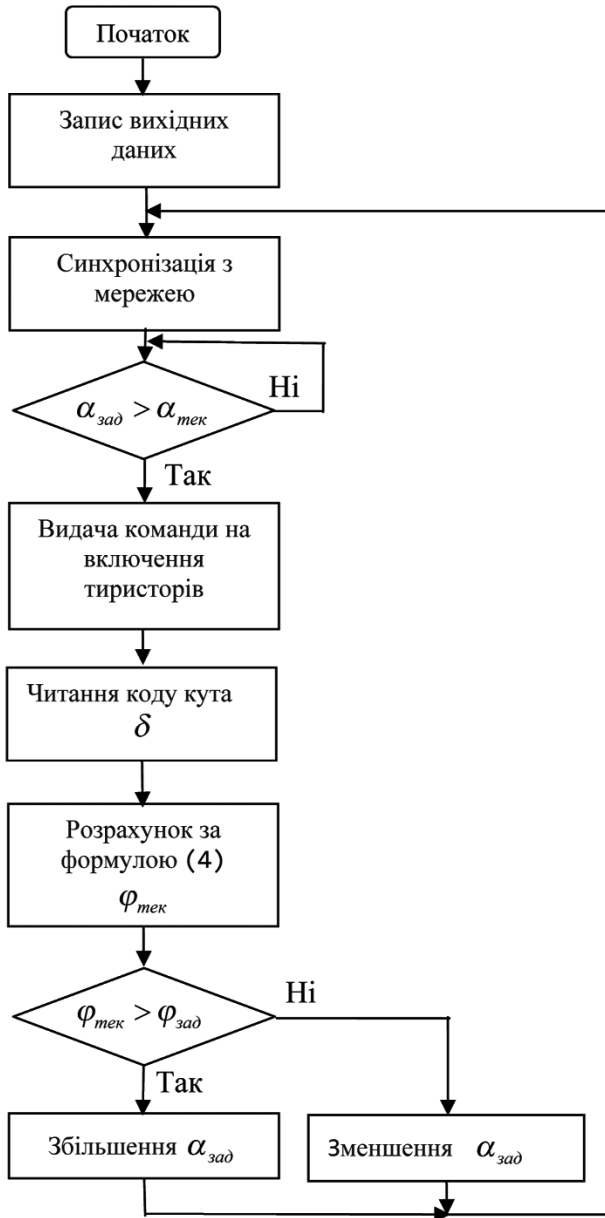 Початок
Запис вихідних
даних
Синхронізація з
мережею
Ні
α_зад > α_тек
Так
Видача команди на
включення
тиристорів
Читання коду кута
δ
Розрахунок за
формулою (4)
φ_тек
Ні
φ_тек > φ_зад
Так
Збільшення α_зад
Зменшення α_зад